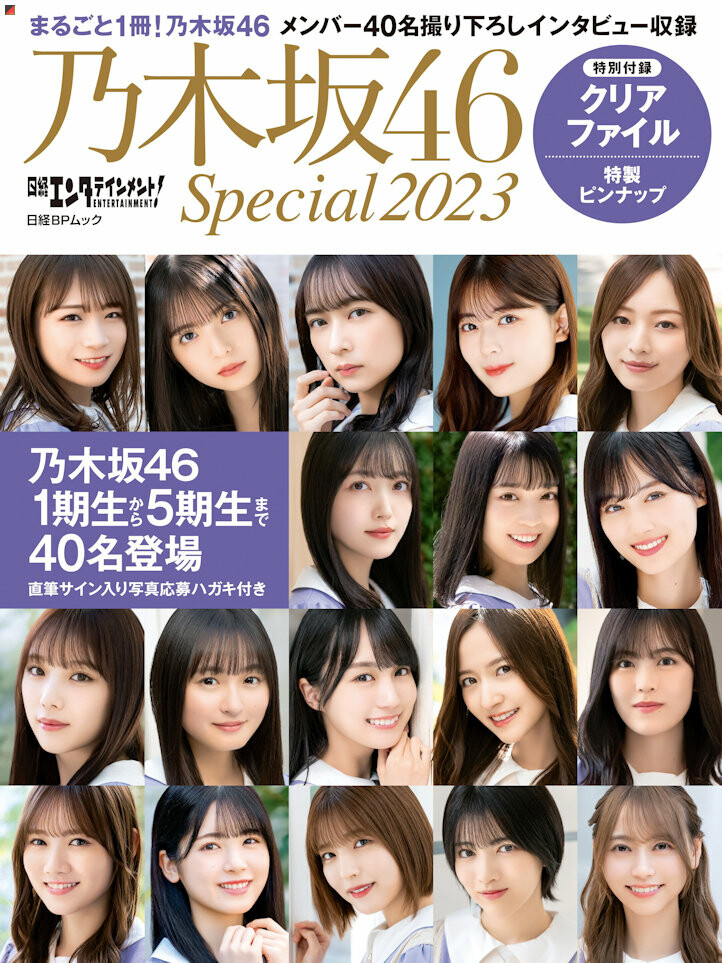 まるごと1冊!乃木坂46 メンバー40名撮り下ろしインタビュー収録
乃木坂46
Special 2023
特別付録
クリア
ファイル
特製
ピンナップ
日経エンタテインメント!
ENTERTAINMENT!
日経BPムック
乃木坂46
1期生から5期生まで
40名登場
直筆サイン入り写真応募ハガキ付き